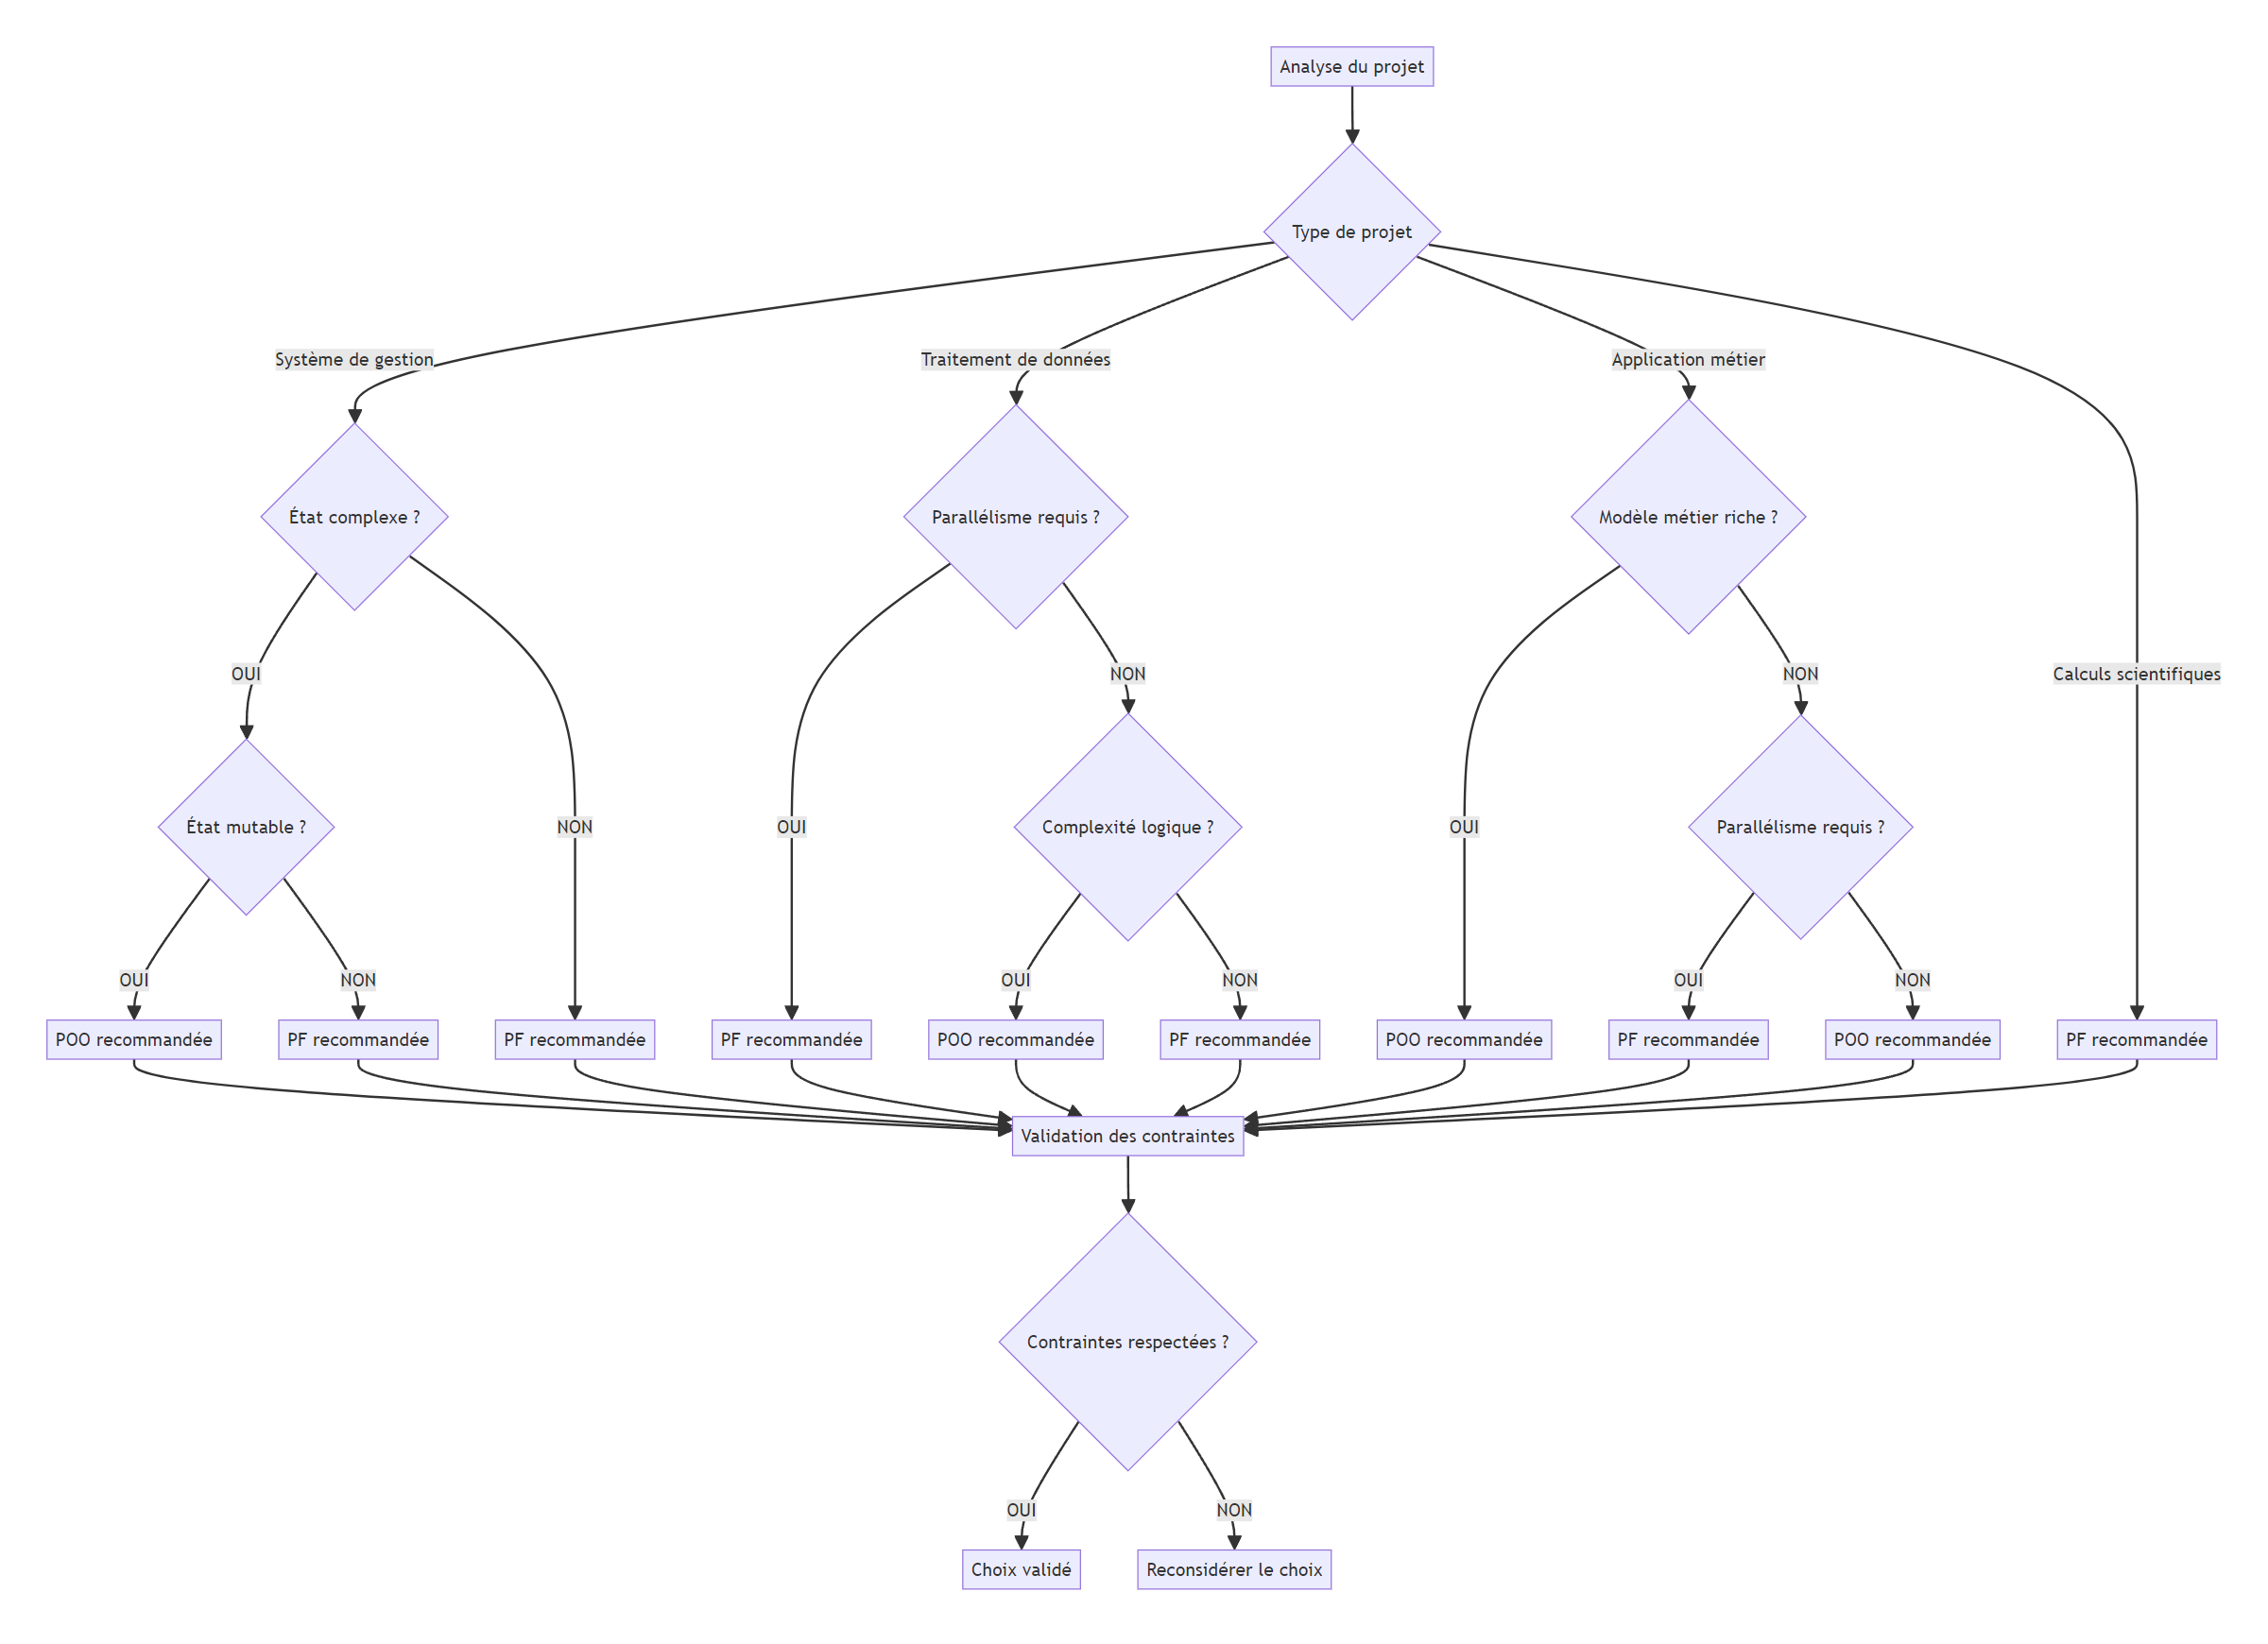 Analyse du projet
Type de projet
Système de gestion
Traitement de données
Application métier
État complexe ?
Parallélisme requis ?
Modèle métier riche ?
OUI
NON
NON
Calculs scientifiques
État mutable ?
NON
OUI
Complexité logique ?
OUI
Parallélisme requis ?
OUI
NON
OUI
NON
OUI
NON
POO recommandée
PF recommandée
PF recommandée
PF recommandée
POO recommandée
PF recommandée
POO recommandée
PF recommandée
POO recommandée
PF recommandée
Validation des contraintes
Contraintes respectées ?
OUI
NON
Choix validé
Reconsidérer le choix